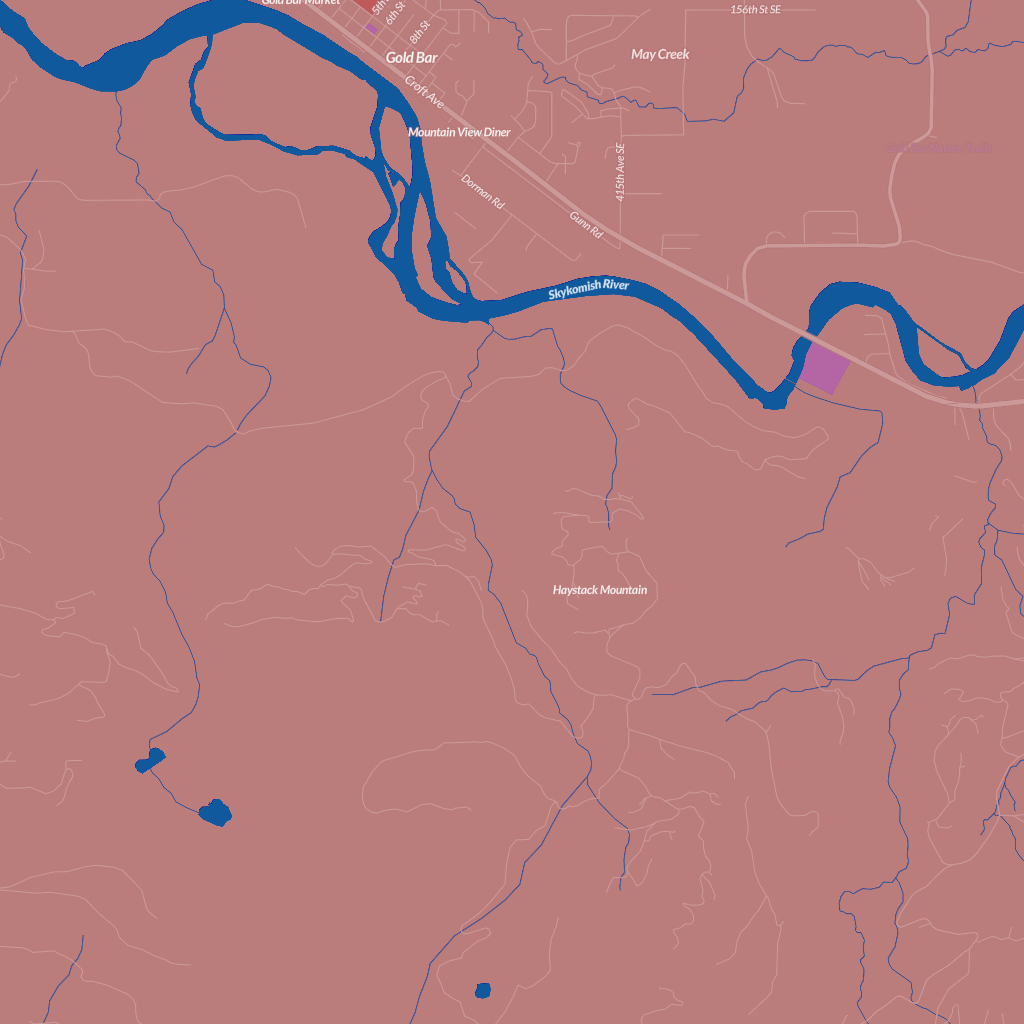 Gold Bar Market
5th
6th St
8th St
156th St SE
Gold Bar
May Creek
Croft Ave
Mountain View Diner
415th Ave SE
Dorman Rd
Gunn Rd
Skykomish River
Haystack Mountain